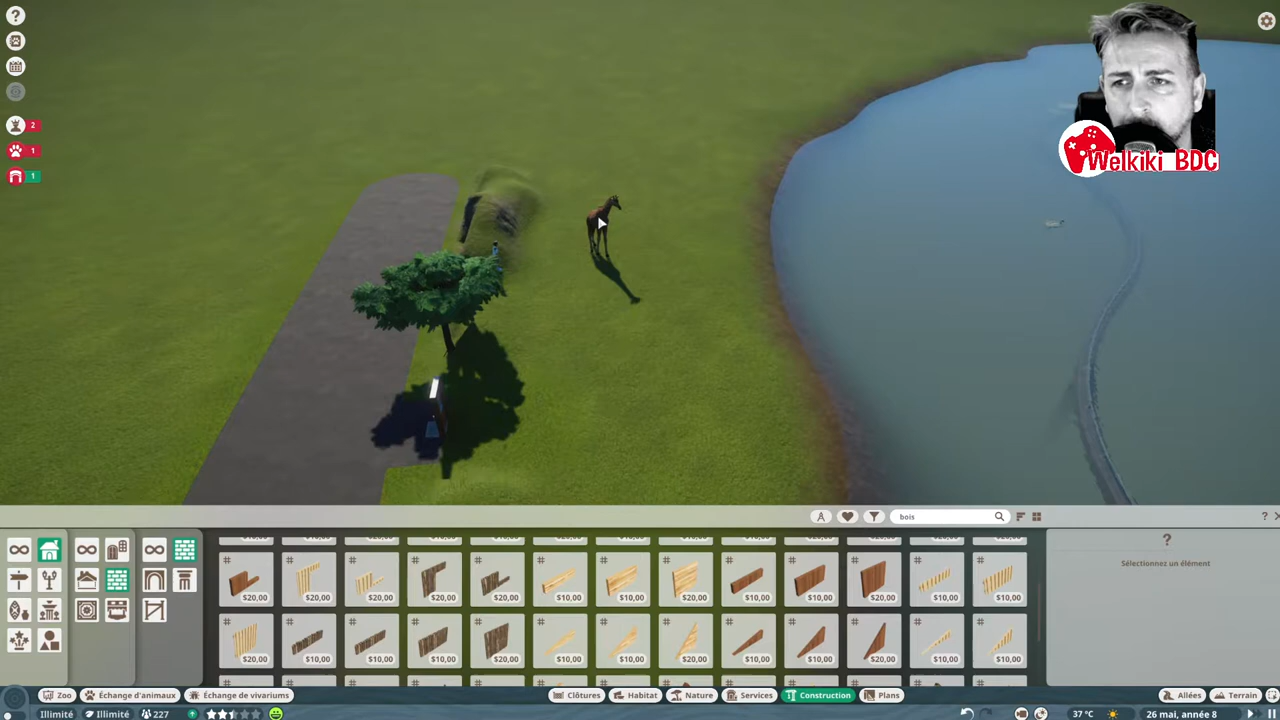 ?
2
1
1
Welkiki BDC
bois
?
$20,00 $20,00 $20,00 $20,00 $20,00 $10,00 $10,00 $20,00 $10,00 $10,00 $20,00 $10,00 $10,00
$20,00 $10,00 $10,00 $10,00 $20,00 $10,00 $10,00 $20,00 $10,00 $10,00 $20,00 $10,00 $10,00
?
Sélectionnez un élément
Zoo Échange d'animaux Échange de vivariums Clôtures Habitat Nature Services Construction Plans Allées Terrain
Illimité Illimité 227 37 °C 26 mai, année 8